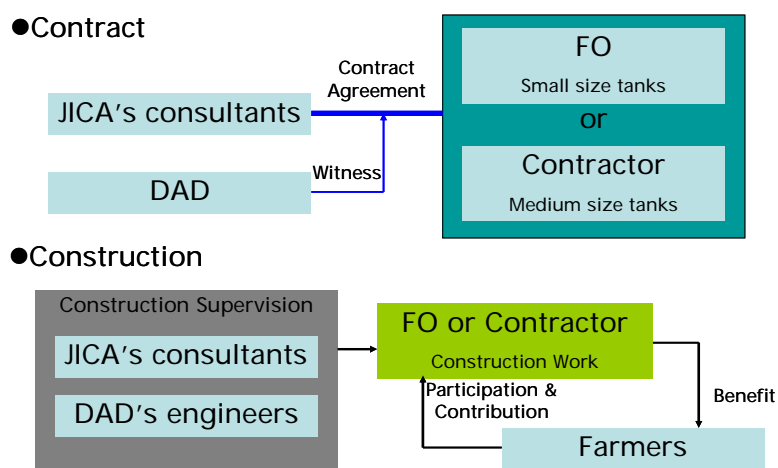 ●Contract
Contract
Agreement
JICA's consultants
FO
Small size tanks
or
Contractor
Medium size tanks
Witness
DAD
●Construction
Construction Supervision
JICA's consultants
DAD's engineers
FO or Contractor
Construction Work
Participation &
Contribution
Benefit
Farmers